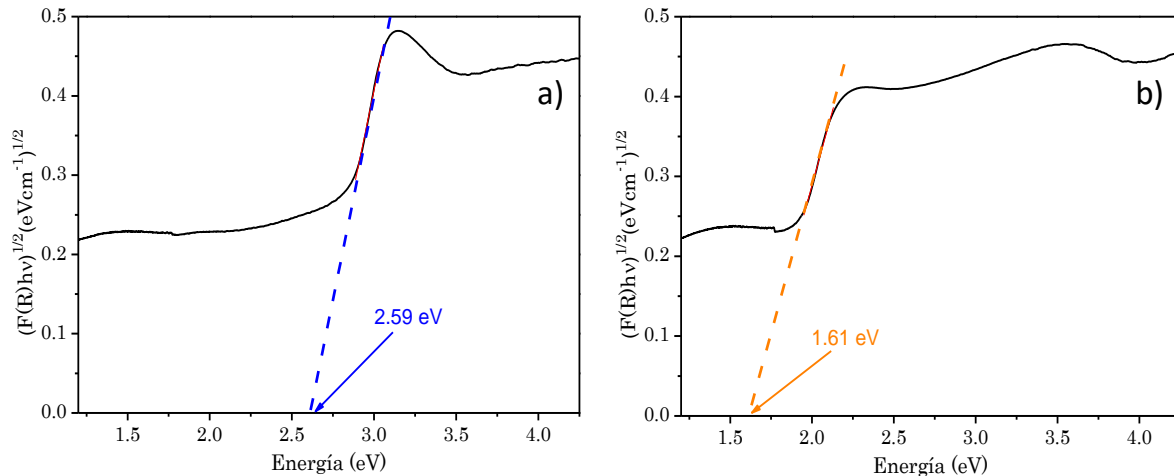 a)
(F(R)hν)^1/2(eVcm^-1)^1/2
0.5
0.4
0.3
0.2
0.1
0.0
2.59 eV
1.5 2.0 2.5 3.0 3.5 4.0
Energía (eV)
b)
(F(R)hν)^1/2(eVcm^-1)^1/2
0.5
0.4
0.3
0.2
0.1
0.0
1.61 eV
1.5 2.0 2.5 3.0 3.5 4.0
Energía (eV)